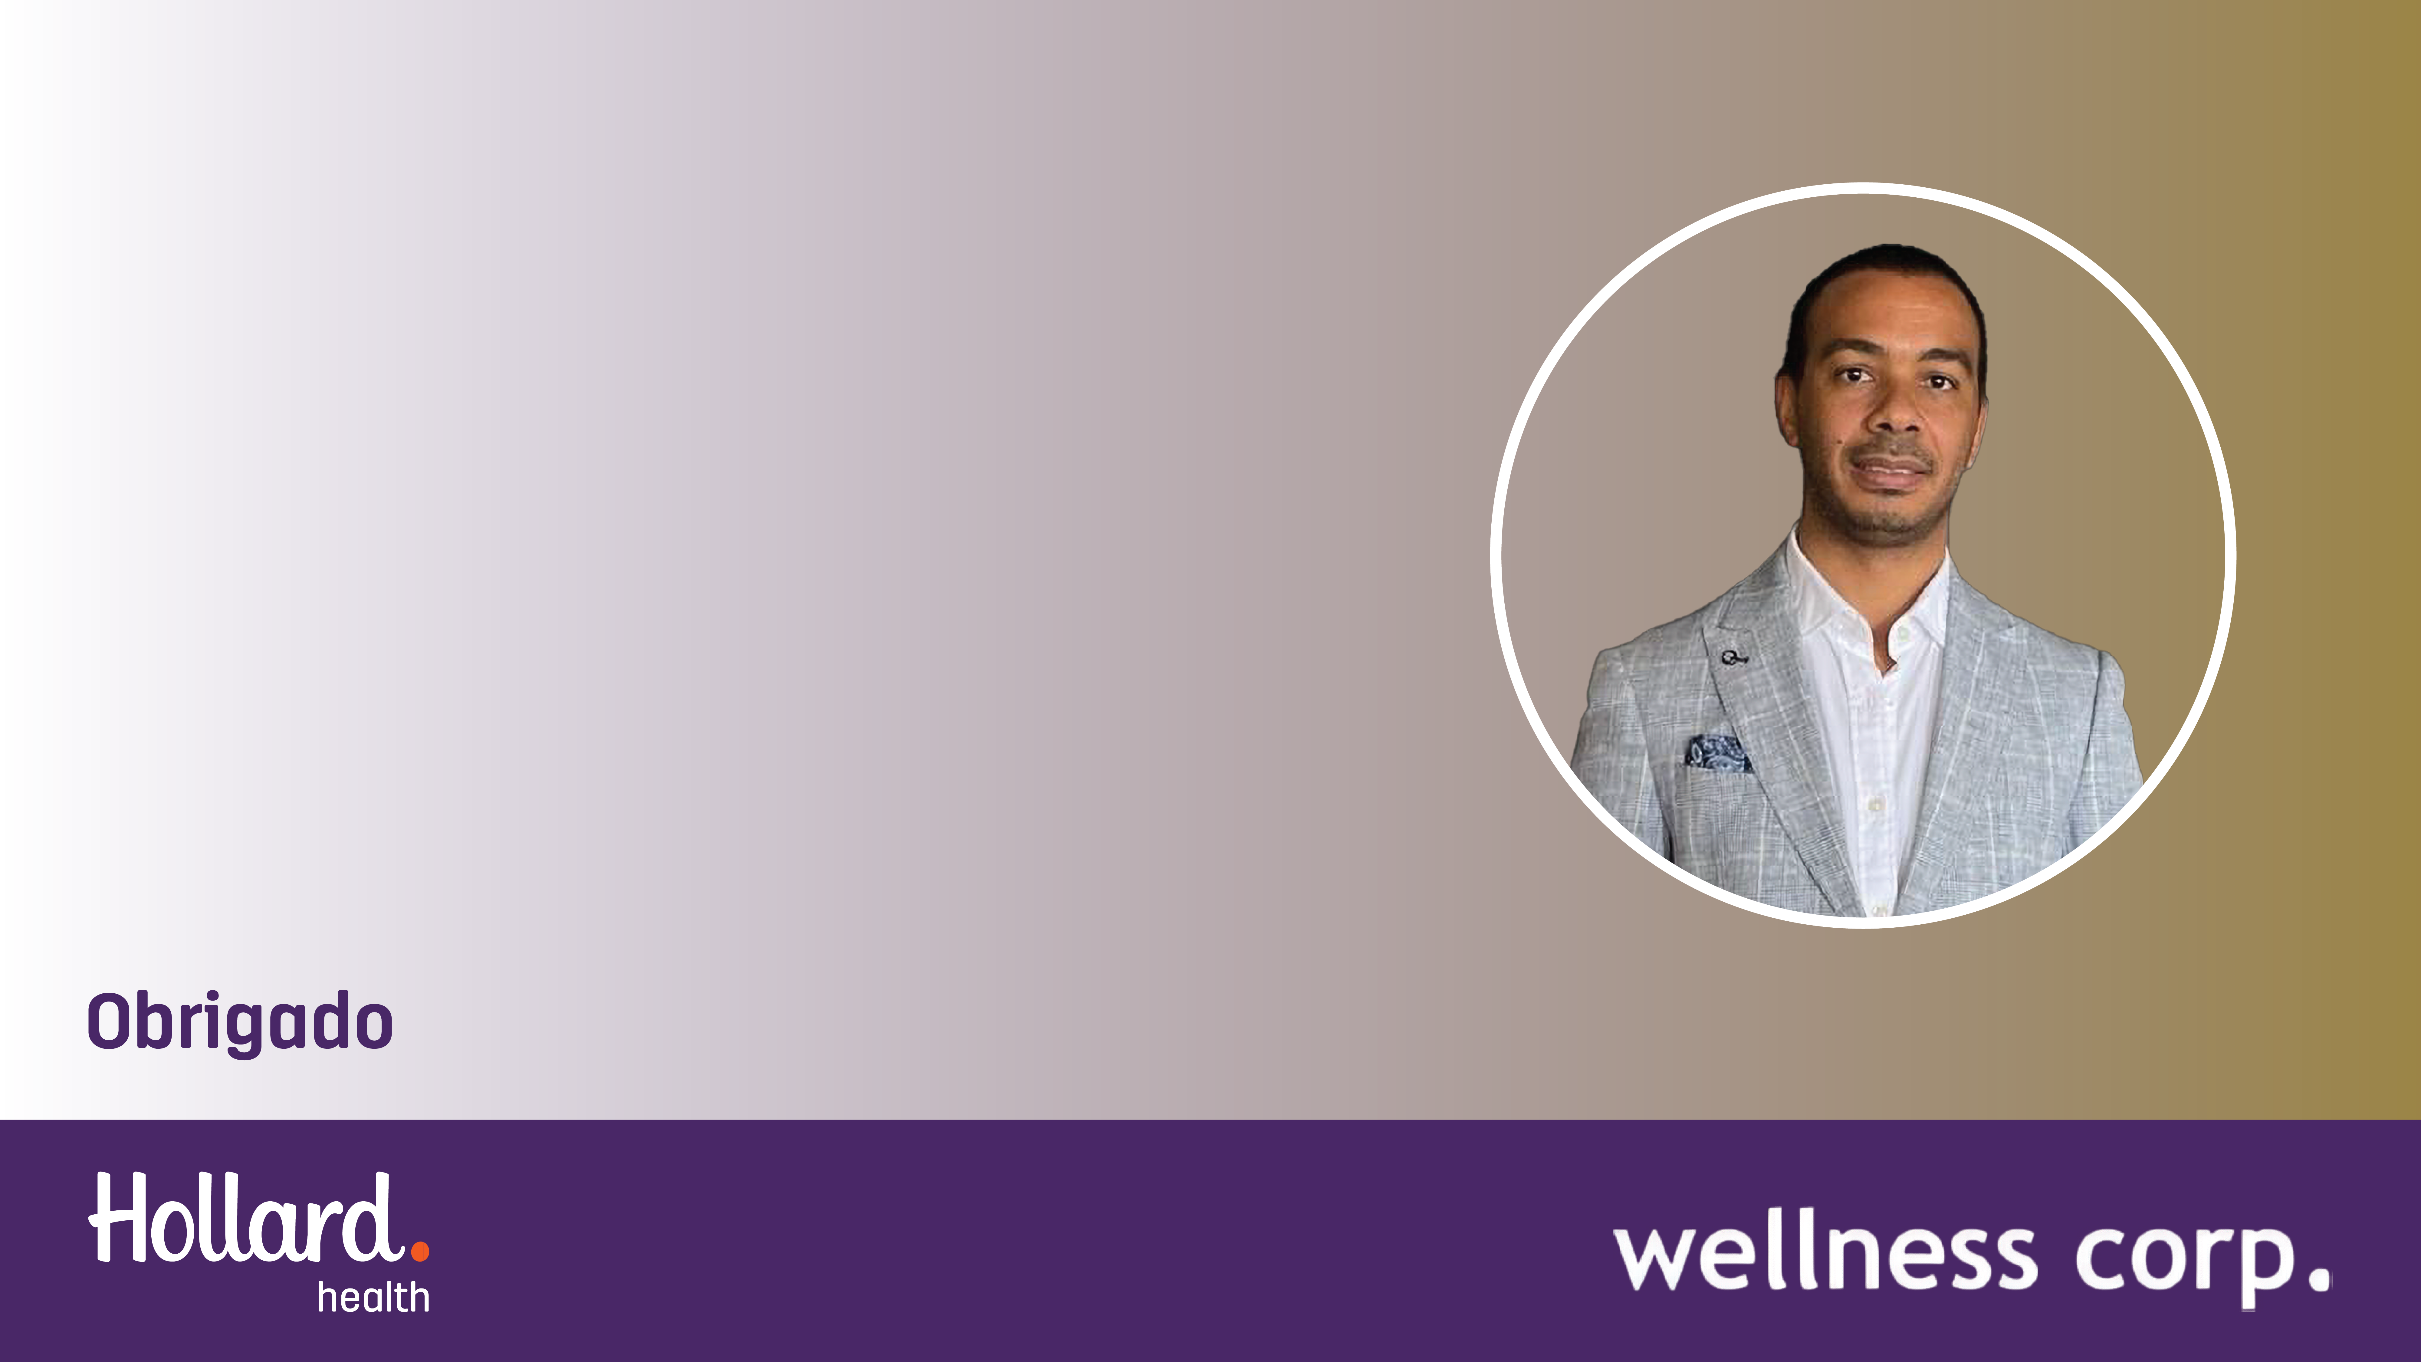 Obrigado
Hollard.
health
wellness corp.